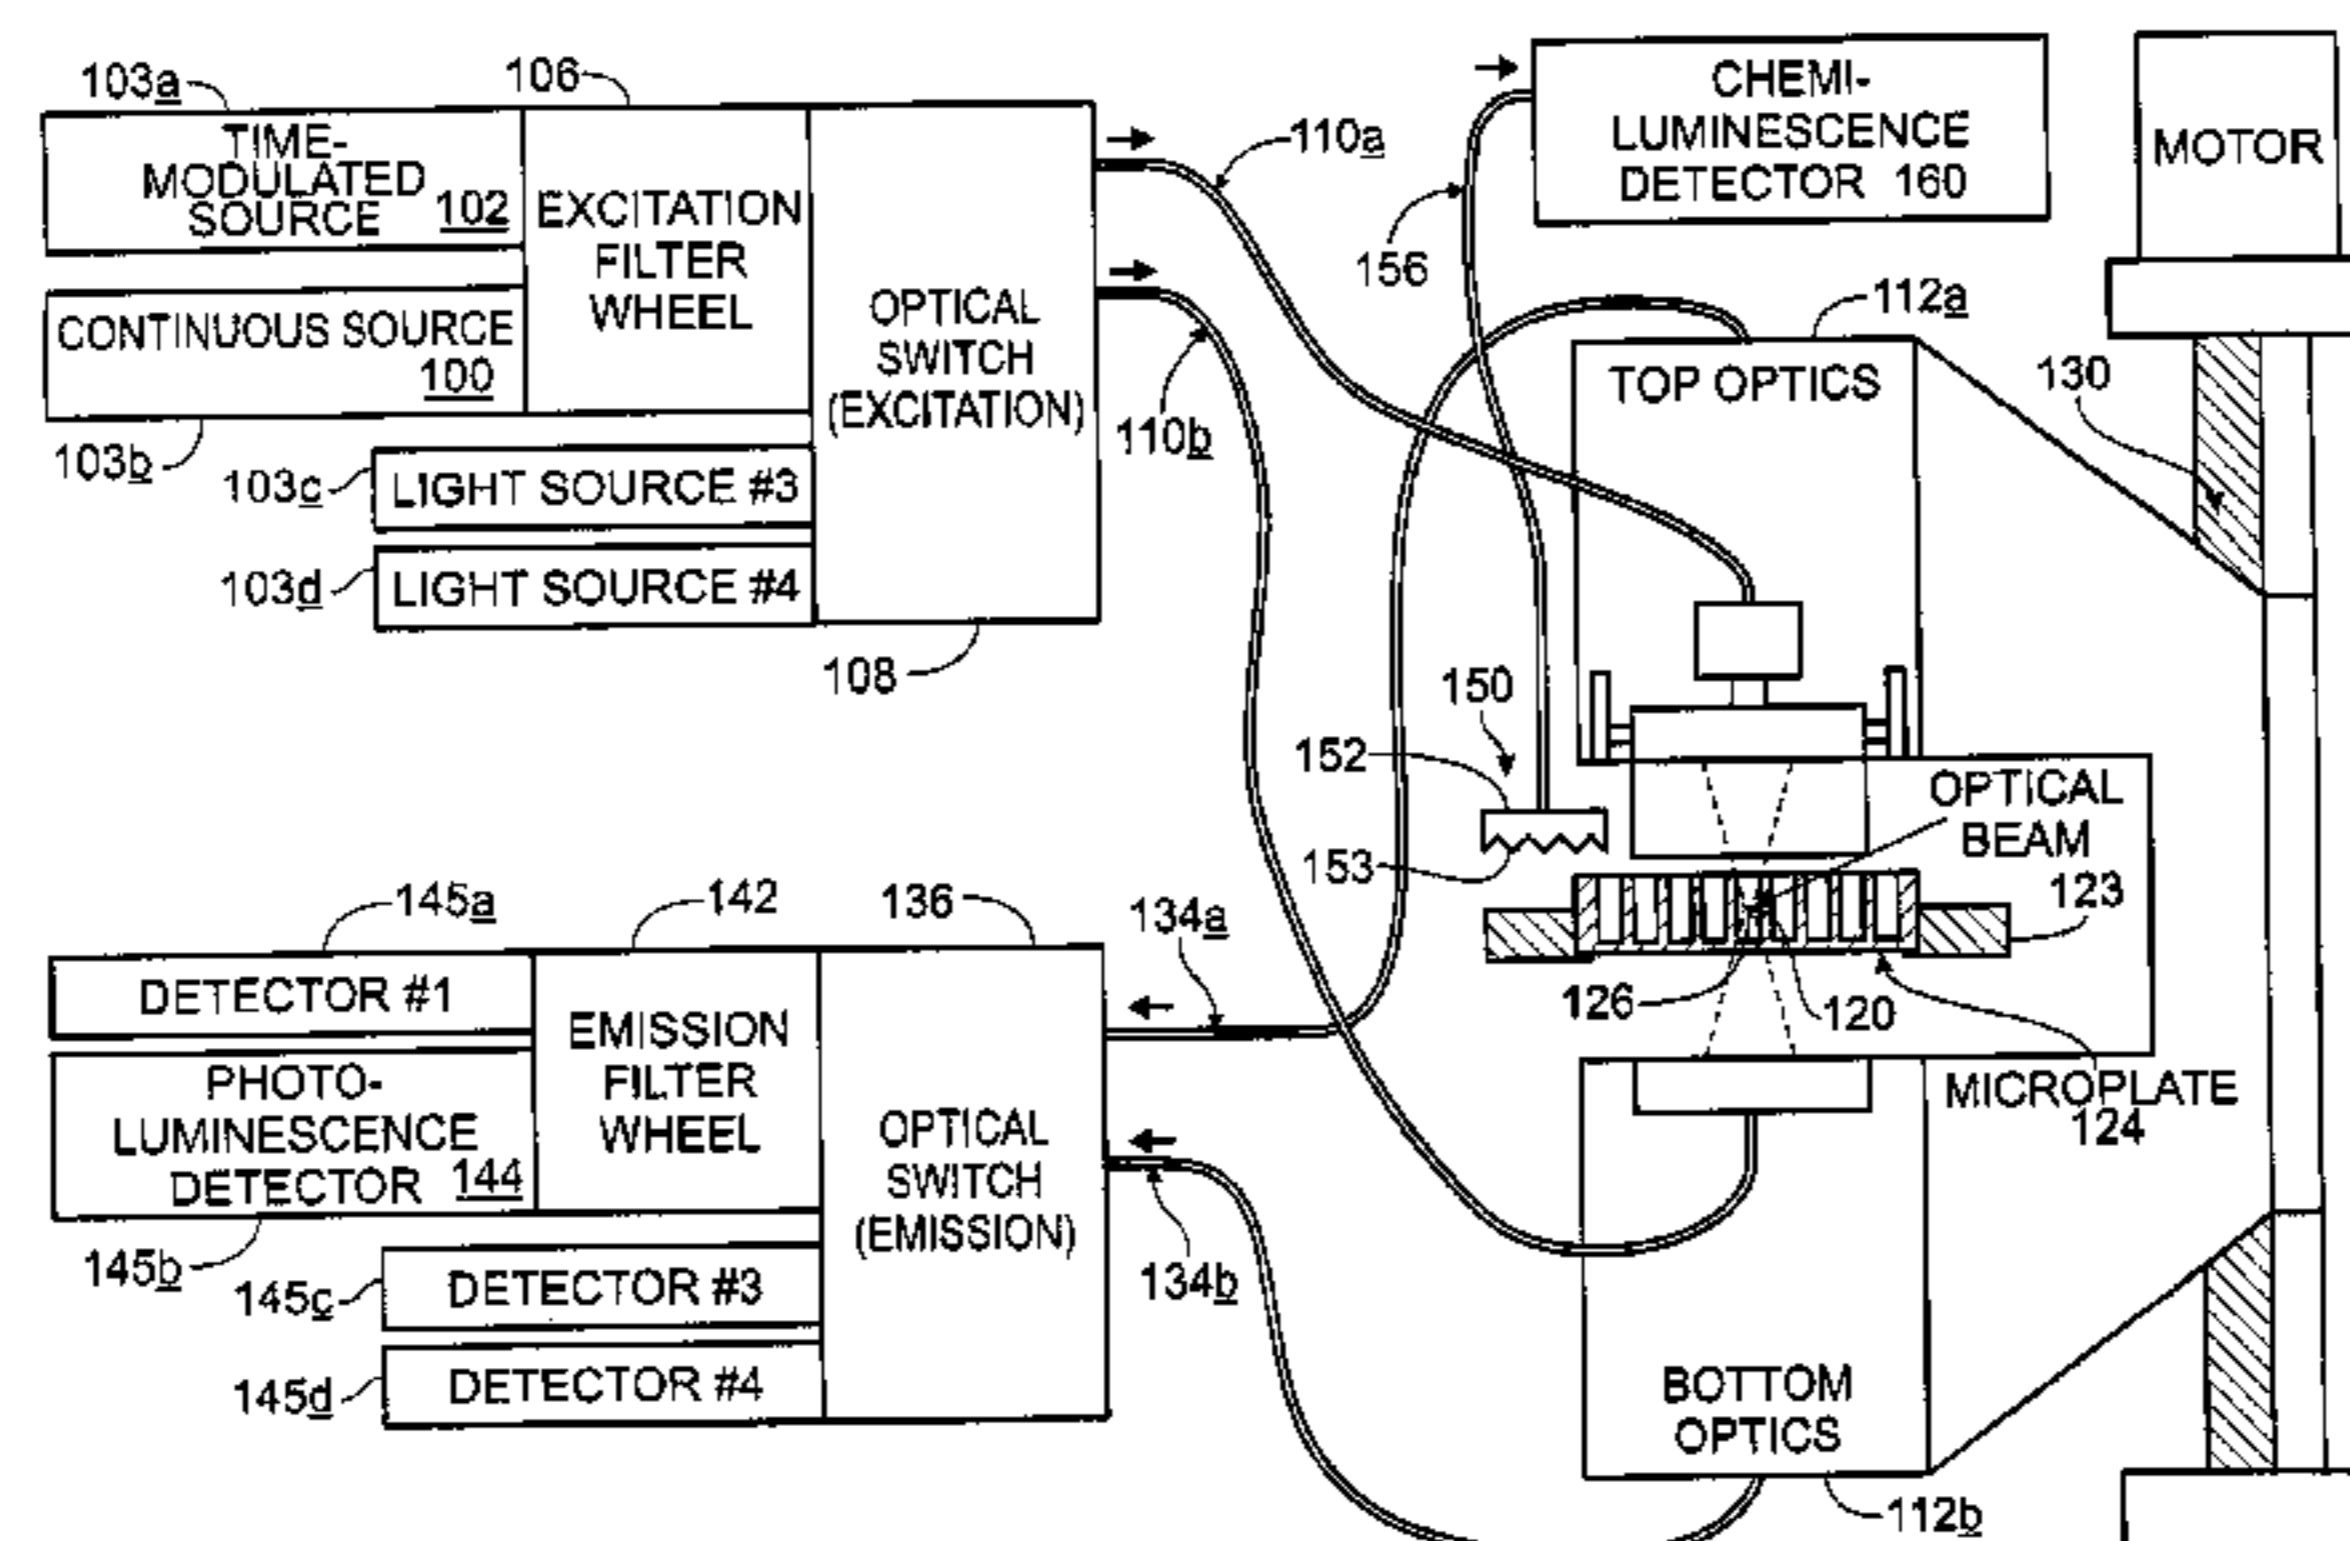 103a
106
TIME-
MODULATED
SOURCE 102
EXCITATION
FILTER
WHEEL
CONTINUOUS SOURCE
100
103b
OPTICAL
SWITCH
(EXCITATION)
103c
LIGHT SOURCE #3
103d
LIGHT SOURCE #4
108
110a
110b
156
CHEMI-
LUMINESCENCE
DETECTOR 160
MOTOR
112a
TOP OPTICS
130
150
152
153
OPTICAL
BEAM
123
126
120
MICROPLATE
124
145a
142
136
134a
DETECTOR #1
PHOTO-
LUMINESCENCE
DETECTOR 144
EMISSION
FILTER
WHEEL
OPTICAL
SWITCH
(EMISSION)
145b
145c
DETECTOR #3
145d
DETECTOR #4
134b
BOTTOM
OPTICS
112b